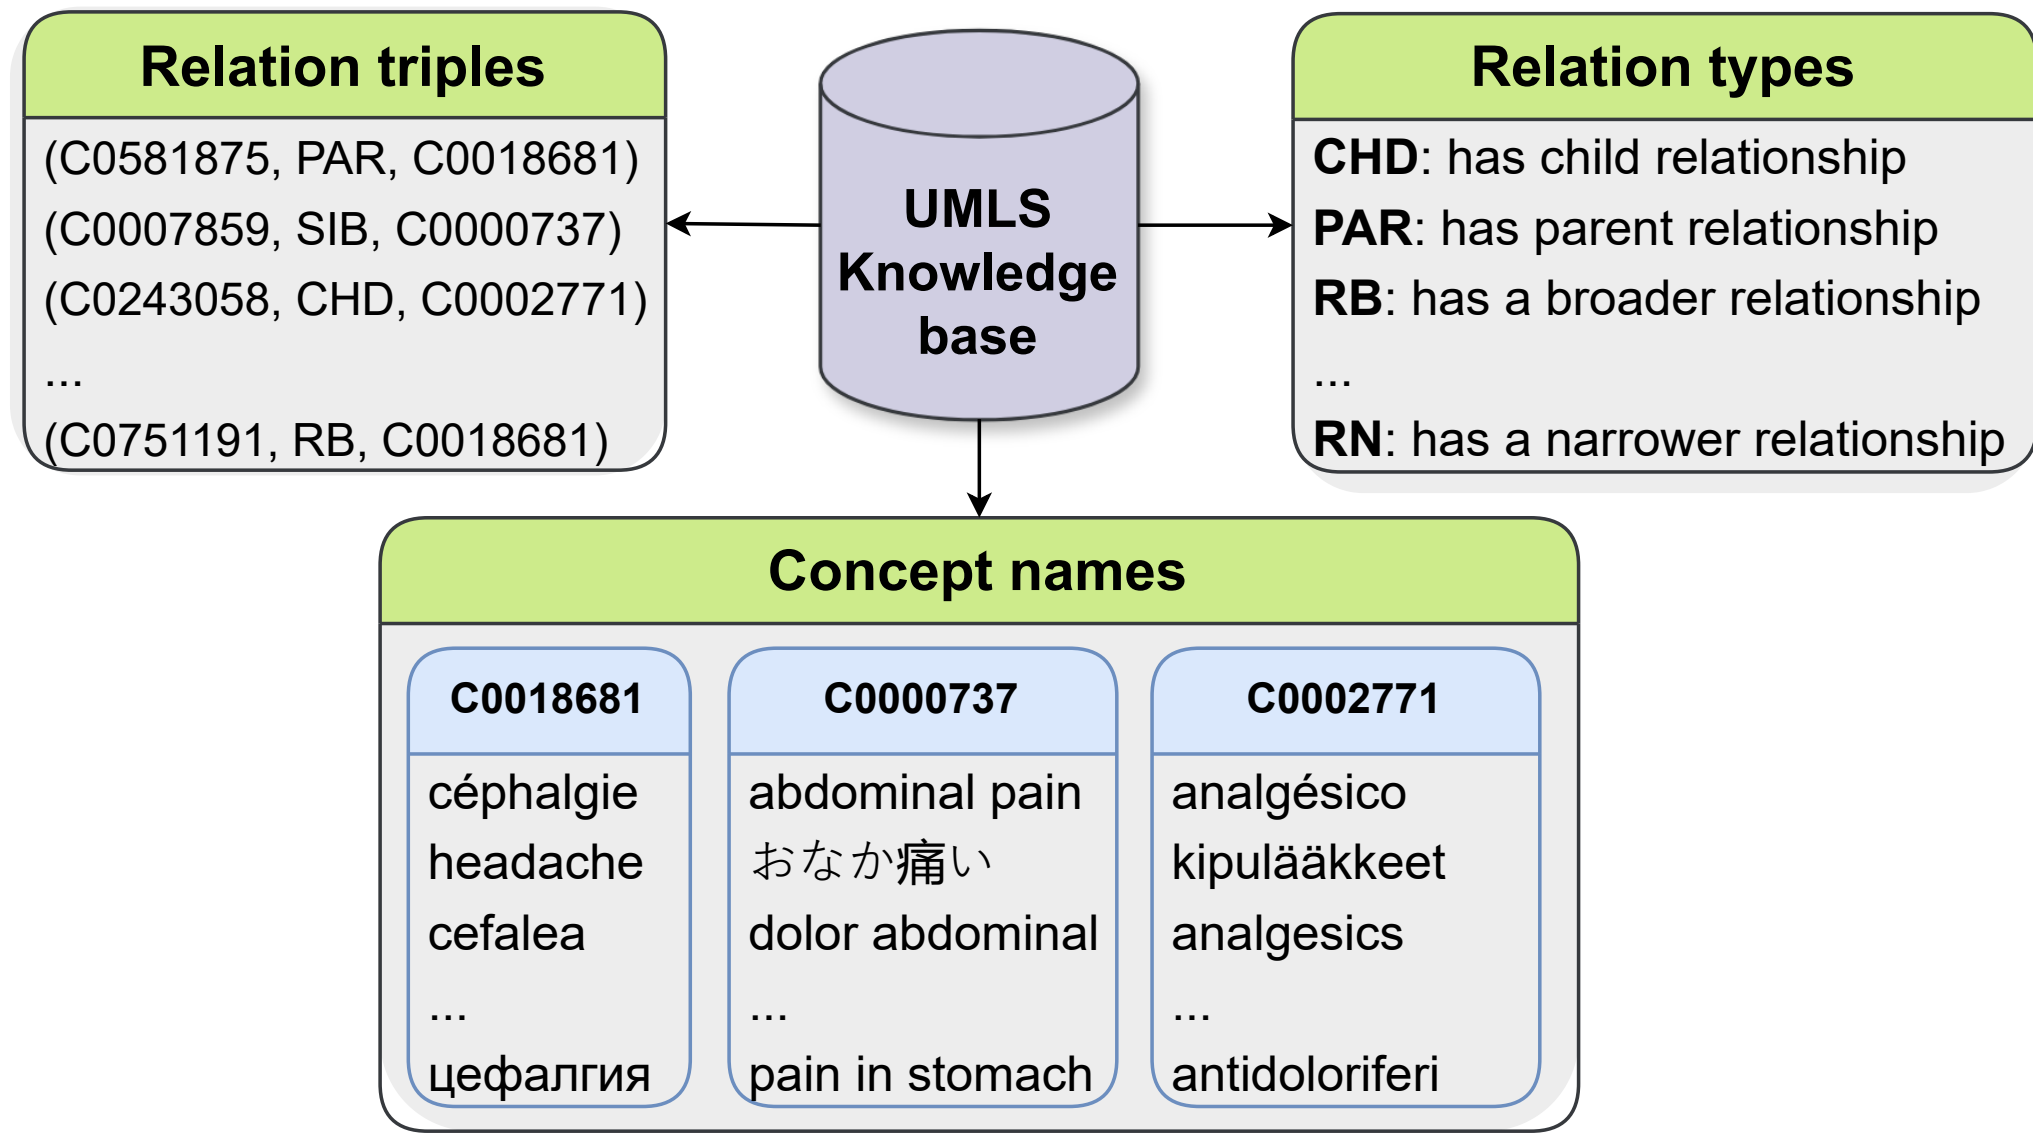 Relation triples
(C0581875, PAR, C0018681)
(C0007859, SIB, C0000737)
(C0243058, CHD, C0002771)
...
(C0751191, RB, C0018681)
UMLS
Knowledge
base
Relation types
CHD: has child relationship
PAR: has parent relationship
RB: has a broader relationship
...
RN: has a narrower relationship
Concept names
C0018681
céphalgie
headache
cefalea
...
цефалгия
C0000737
abdominal pain
おなか痛い
dolor abdominal
...
pain in stomach
C0002771
analgésico
kipulääkkeet
analgesics
...
antidoloriferi